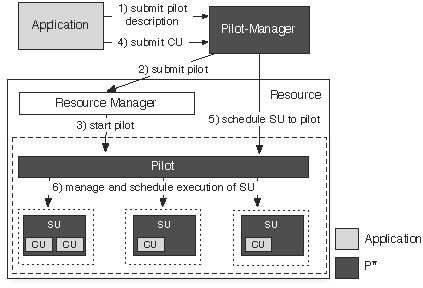 Application
1) submit pilot
description
4) submit CU
Pilot-Manager
2) submit pilot
Resource
Resource Manager
3) start pilot
5) schedule SU to pilot
Pilot
6) manage and schedule execution of SU
SU
CU
CU
SU
CU
SU
CU
Application
P*